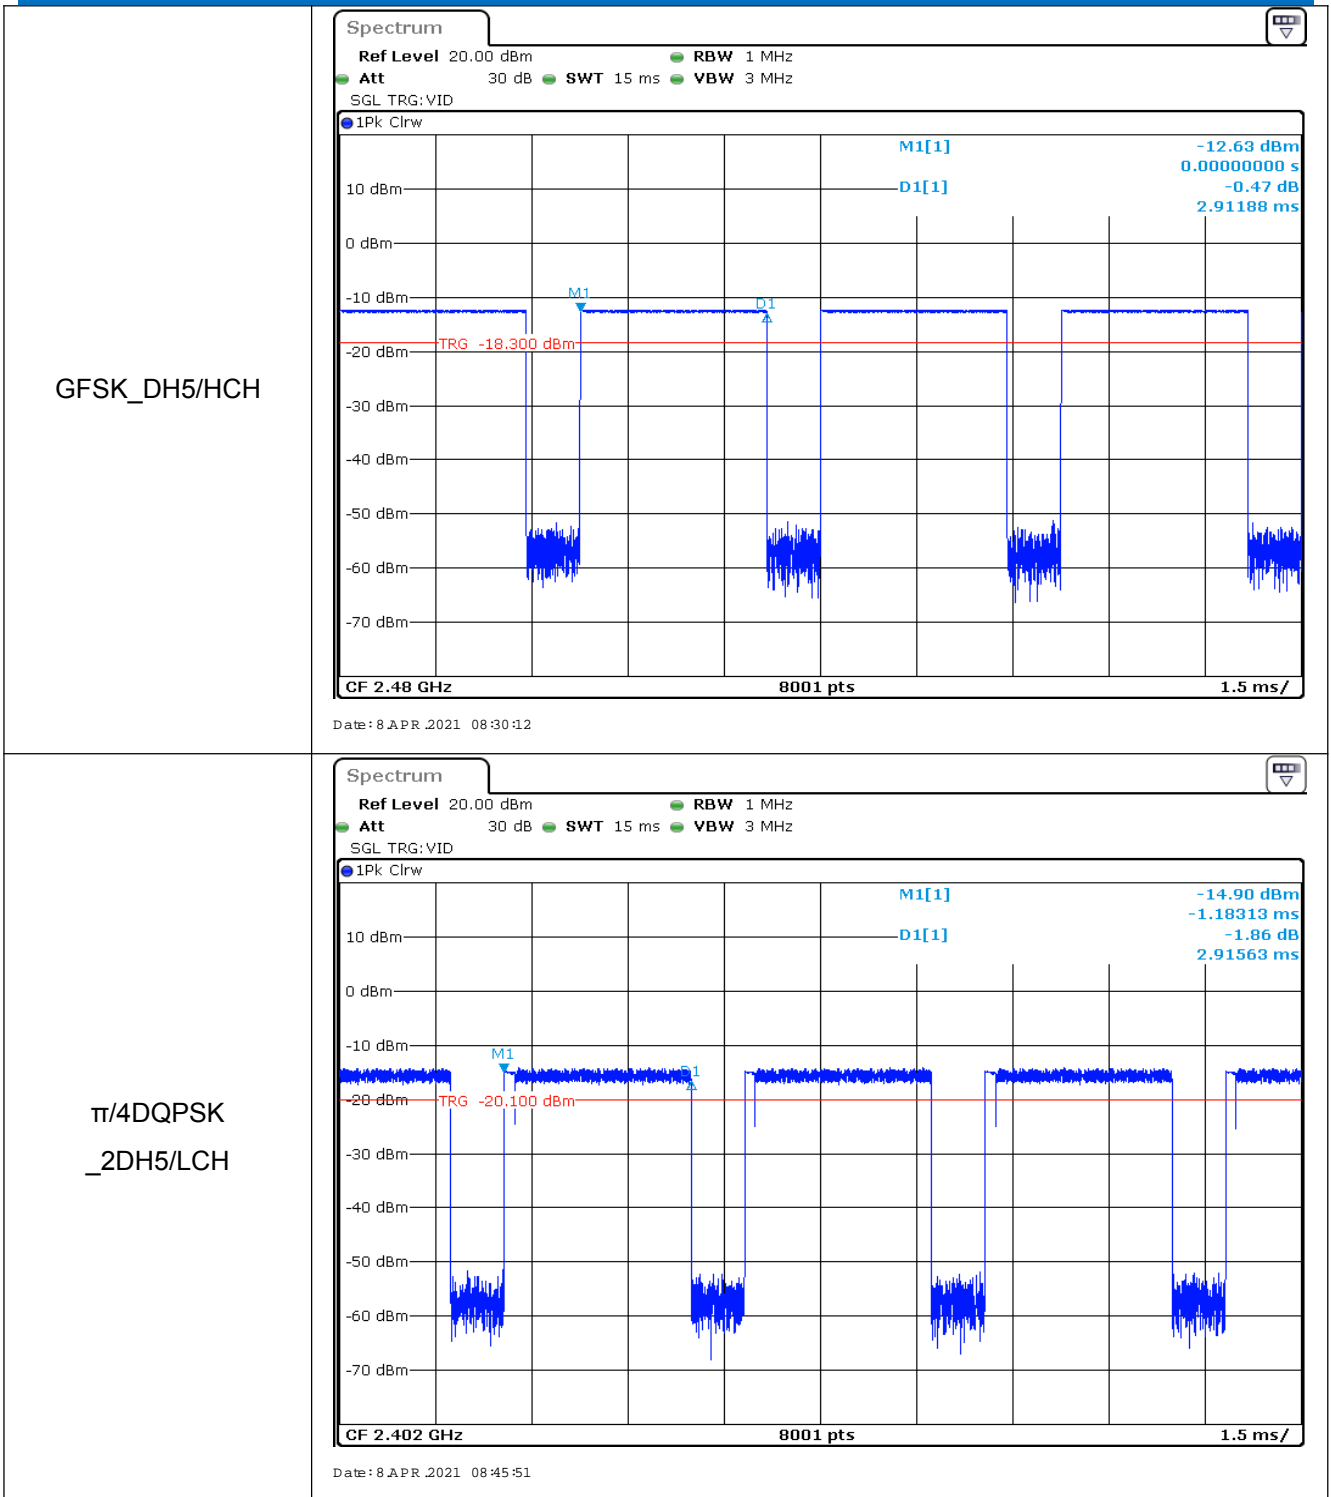 Spectrum
Ref Level 20.00 dBm RBW 1 MHz
Att 30 dB SWT 15 ms VBW 3 MHz
SGL TRG:VID
1Pk Clrw
M1[1] -12.63 dBm
0.00000000 s
10 dBm D1[1] -0.47 dB
2.91188 ms
0 dBm
-10 dBm M1 D1
TRG -18.300 dBm
-20 dBm
GFSK_DH5/HCH
-30 dBm
-40 dBm
-50 dBm
-60 dBm
-70 dBm
CF 2.48 GHz 8001 pts 1.5 ms/
Date: 8.APR.2021 08:30:12
Spectrum
Ref Level 20.00 dBm RBW 1 MHz
Att 30 dB SWT 15 ms VBW 3 MHz
SGL TRG:VID
1Pk Clrw
M1[1] -14.90 dBm
-1.18313 ms
10 dBm D1[1] -1.86 dB
2.91563 ms
0 dBm
-10 dBm M1
D1
-20 dBm TRG -20.100 dBm
π/4DQPSK
_2DH5/LCH
-30 dBm
-40 dBm
-50 dBm
-60 dBm
-70 dBm
CF 2.402 GHz 8001 pts 1.5 ms/
Date: 8.APR.2021 08:45:51